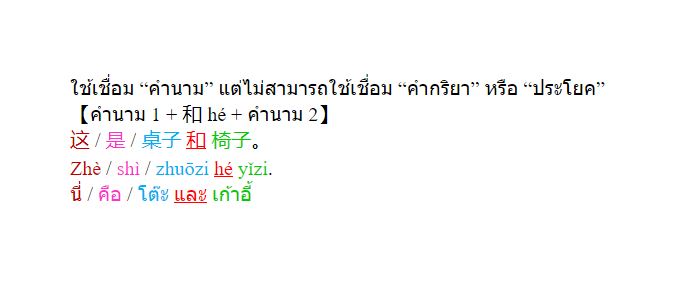 ใช้เชื่อม “คำนาม” แต่ไม่สามารถใช้เชื่อม “คำกริยา” หรือ “ประโยค”
【คำนาม 1 + 和 hé + คำนาม 2】
这 / 是 / 桌子 和 椅子。
Zhè / shì / zhuōzi hé yǐzi.
นี่ / คือ / โต๊ะ และ เก้าอี้